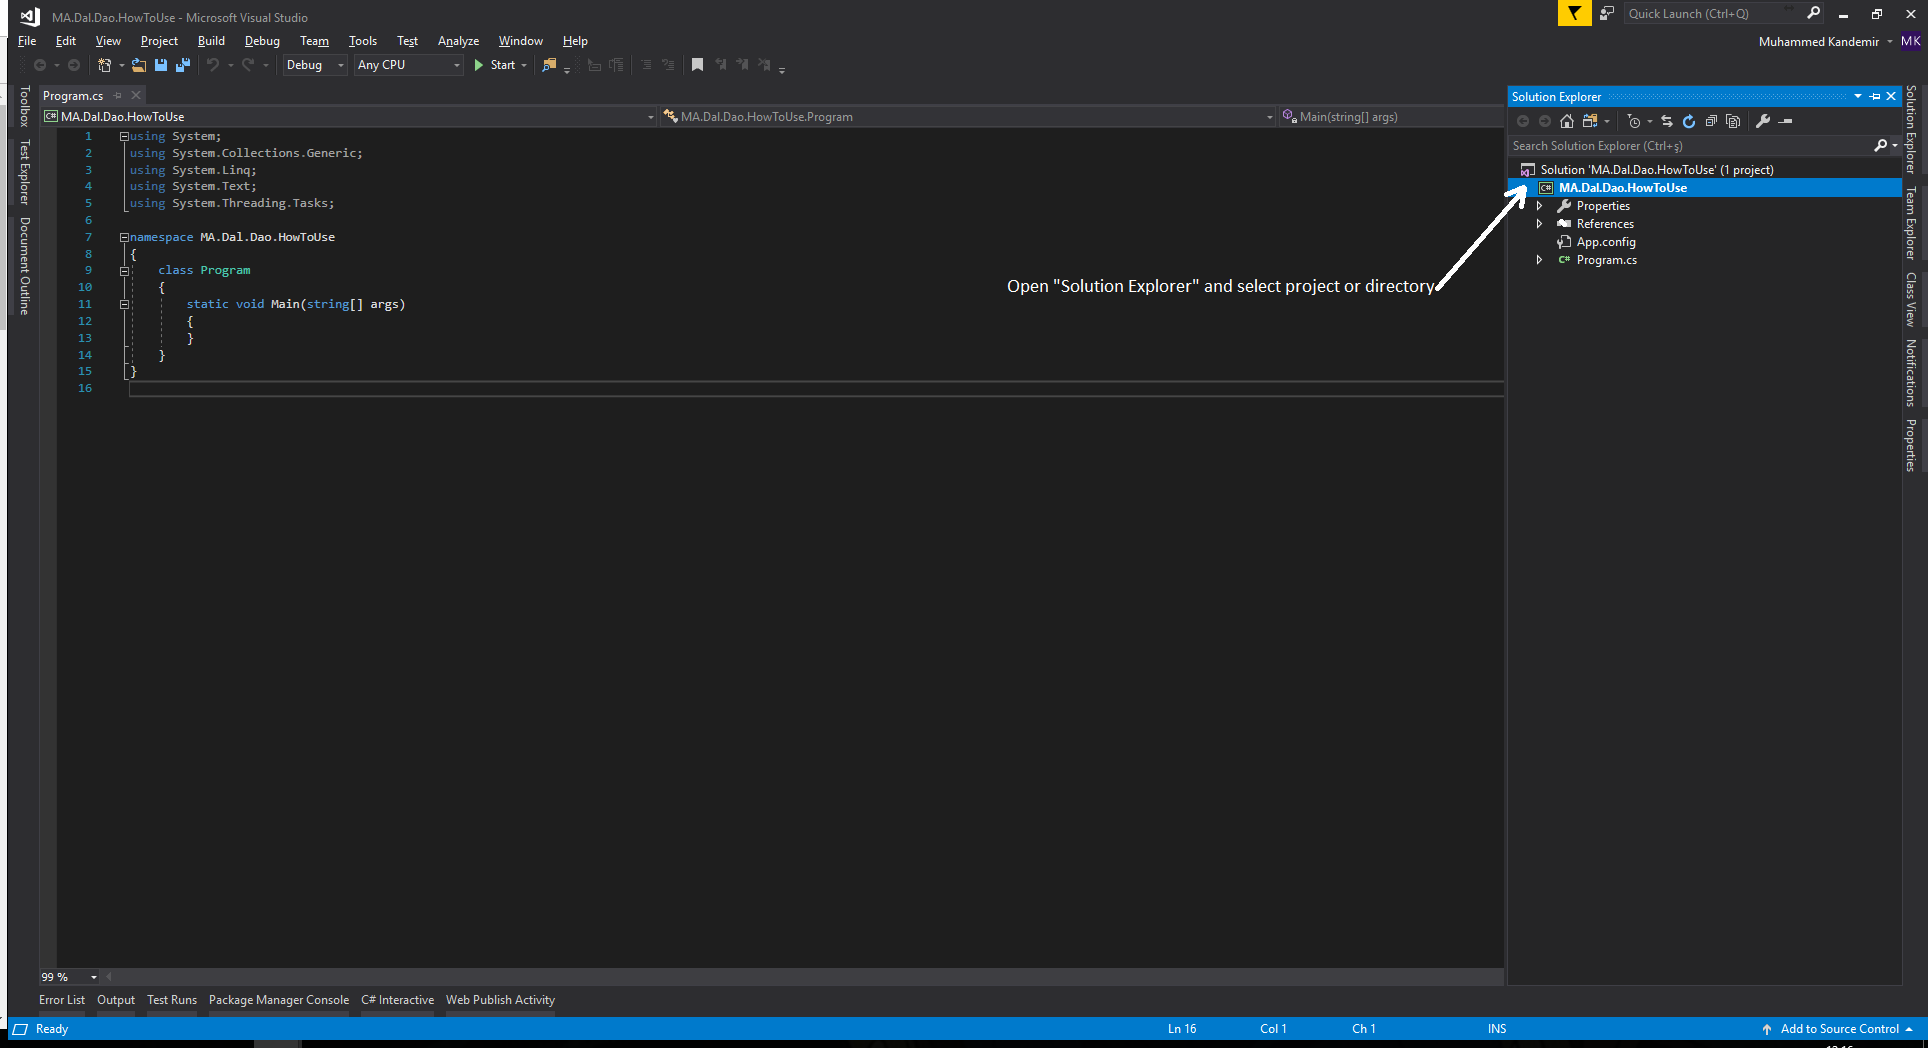 MA.Dal.Dao.HowToUse - Microsoft Visual Studio
Quick Launch (Ctrl+Q)
File Edit View Project Build Debug Team Tools Test Analyze Window Help
Muhammed Kandemir MK
Debug Any CPU Start
Toolbox
Test Explorer
Document Outline
Program.cs
C# MA.Dal.Dao.HowToUse MA.Dal.Dao.HowToUse.Program Main(string[] args)
1 using System;
2 using System.Collections.Generic;
3 using System.Linq;
4 using System.Text;
5 using System.Threading.Tasks;
6
7 namespace MA.Dal.Dao.HowToUse
8 {
9 class Program
10 {
11 static void Main(string[] args)
12 {
13 }
14 }
15 }
16
Open "Solution Explorer" and select project or directory
Solution Explorer
Search Solution Explorer (Ctrl+ş)
Solution 'MA.Dal.Dao.HowToUse' (1 project)
C# MA.Dal.Dao.HowToUse
Properties
References
App.config
C# Program.cs
Solution Explorer
Team Explorer
Class View
Notifications
Properties
99 %
Error List Output Test Runs Package Manager Console C# Interactive Web Publish Activity
Ready Ln 16 Col 1 Ch 1 INS Add to Source Control